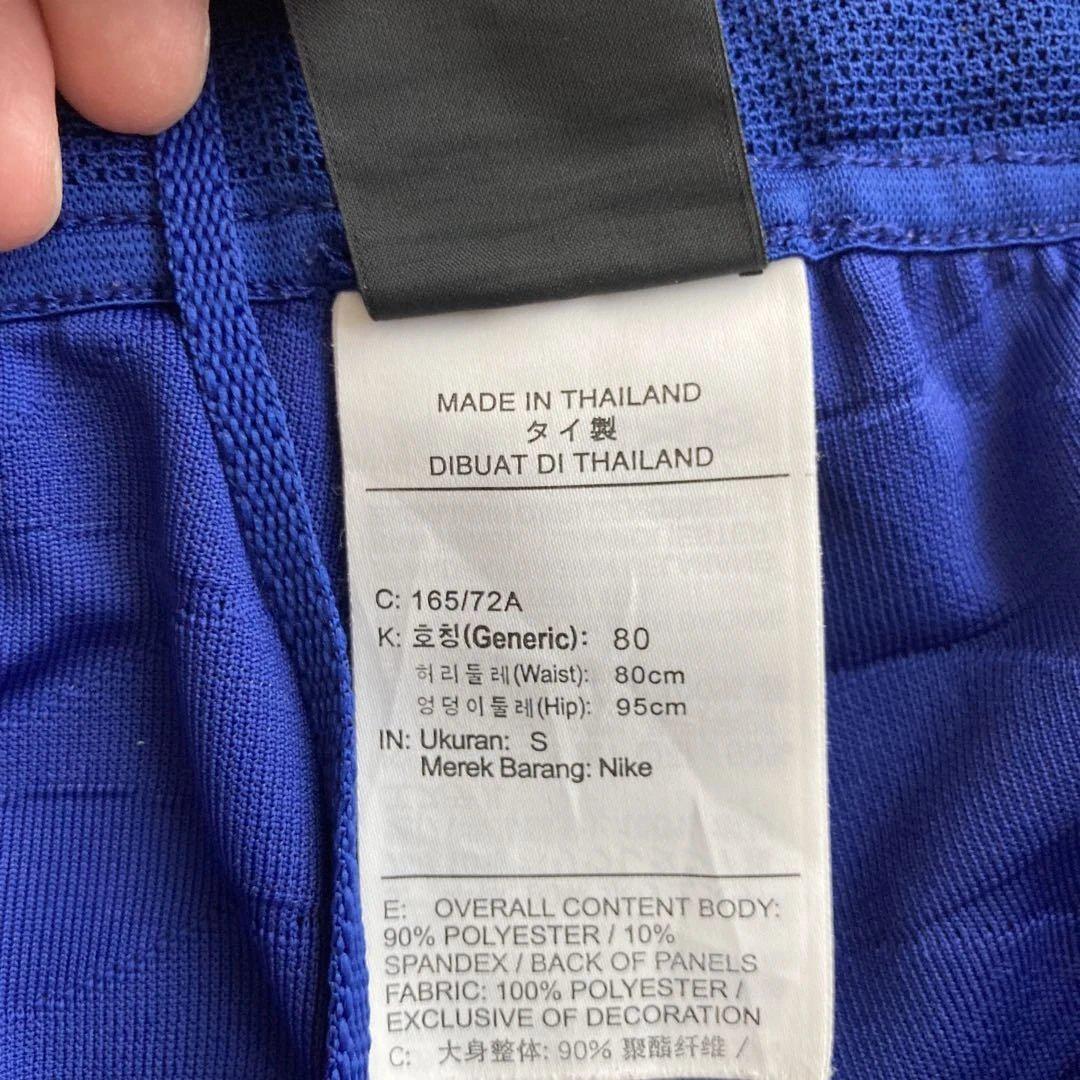 MADE IN THAILAND
タイ製
DIBUAT DI THAILAND
C: 165/72A
K: 호칭(Generic): 80
허리둘레(Waist): 80cm
엉덩이둘레(Hip): 95cm
IN: Ukuran: S
Merek Barang: Nike
E: OVERALL CONTENT BODY:
90% POLYESTER / 10%
SPANDEX / BACK OF PANELS
FABRIC: 100% POLYESTER /
EXCLUSIVE OF DECORATION
C: 大身整体: 90% 聚酯纤维 /